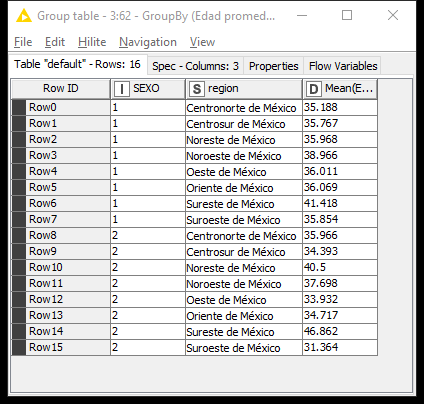 Group table - 3:62 - GroupBy (Edad promed...
File Edit Hilite Navigation View
Table "default" - Rows: 16 Spec - Columns: 3 Properties Flow Variables
Row ID I SEXO S region D Mean(E...
Row0 1 Centronorte de México 35.188
Row1 1 Centrosur de México 35.767
Row2 1 Noreste de México 35.968
Row3 1 Noroeste de México 38.966
Row4 1 Oeste de México 36.011
Row5 1 Oriente de México 36.069
Row6 1 Sureste de México 41.418
Row7 1 Suroeste de México 35.854
Row8 2 Centronorte de México 35.966
Row9 2 Centrosur de México 34.393
Row10 2 Noreste de México 40.5
Row11 2 Noroeste de México 37.698
Row12 2 Oeste de México 33.932
Row13 2 Oriente de México 34.717
Row14 2 Sureste de México 46.862
Row15 2 Suroeste de México 31.364